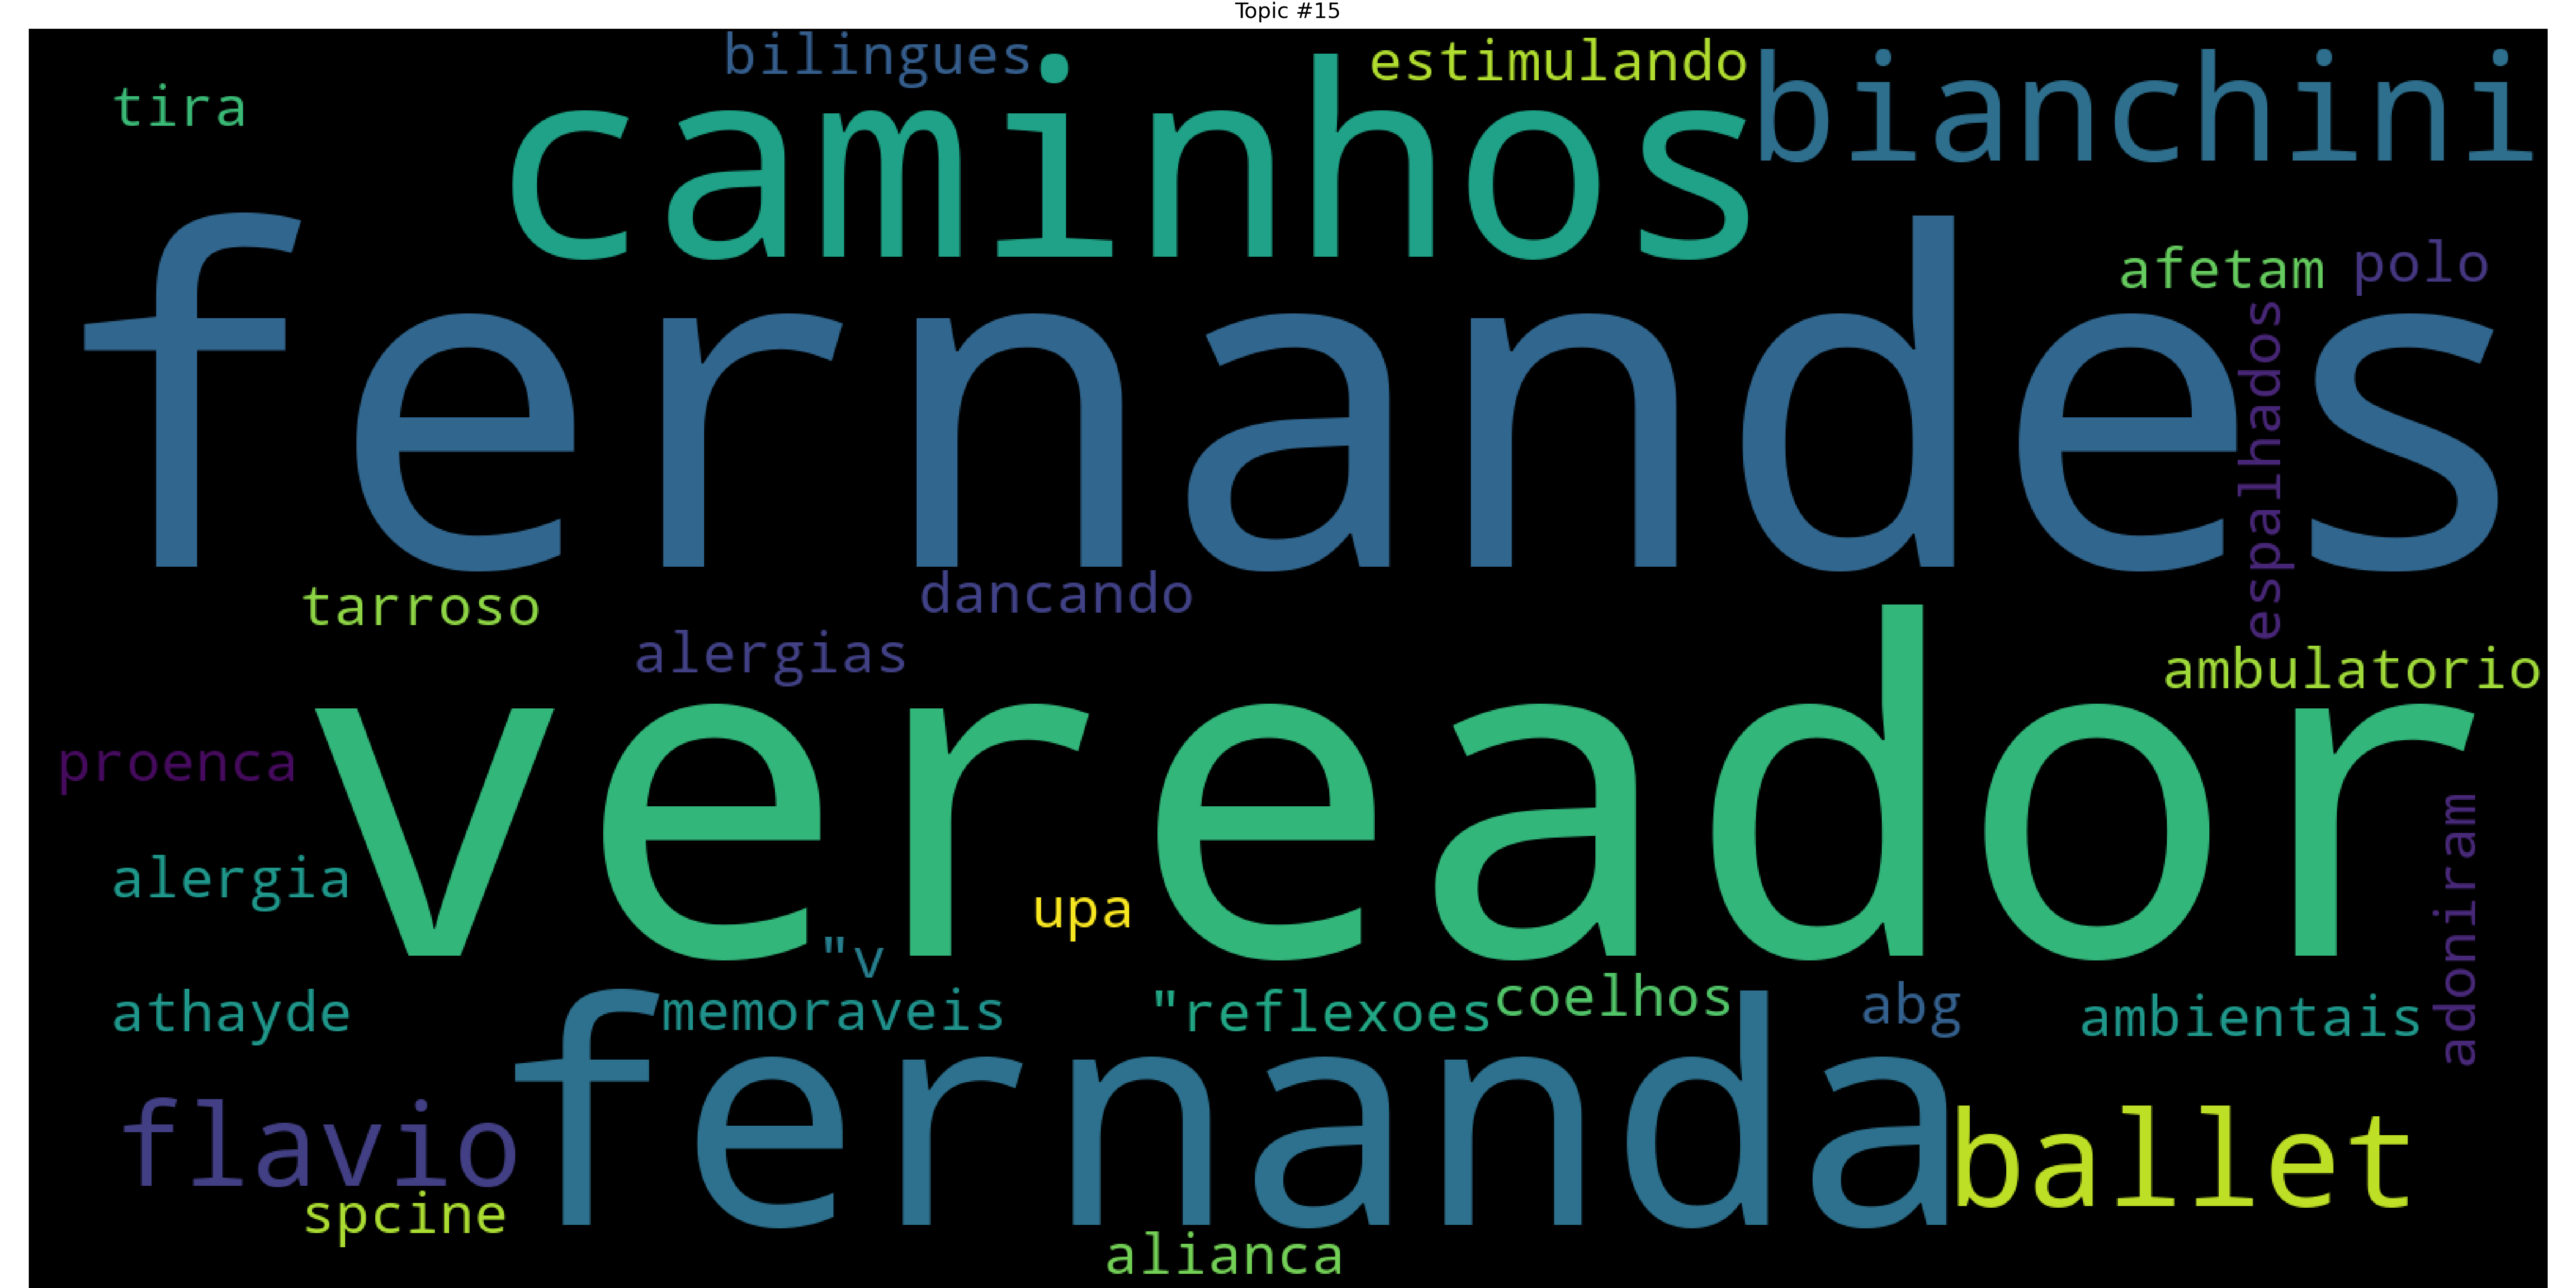 Topic #15
bilingues
estimulando
tira
caminhos
bianchini
afetam
polo
fernandes
espalhados
tarroso
dancando
alergias
ambulatorio
proenca
vereador
alergia
upa
adoniram
"v
athayde
memoraveis
"reflexoes
coelhos
abg
ambientais
flavio
fernanda
ballet
spcine
alianca